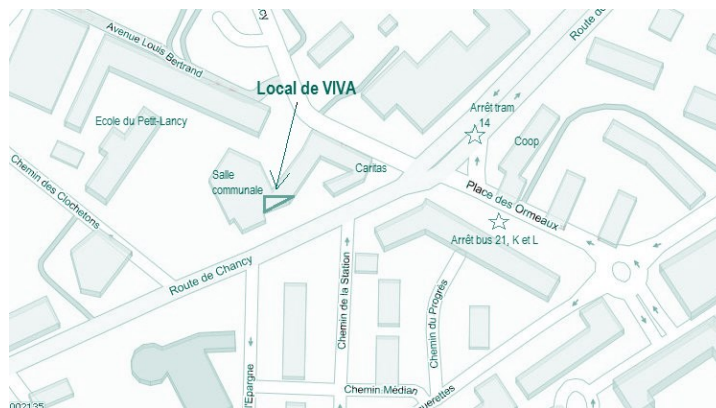 Avenue Louis Bertrand
Route de
Local de VIVA
Arrêt tram
14
Ecole du Petit-Lancy
Coop
Caritas
Salle
communale
Chemin des Clochetons
Place des Ormeaux
Arrêt bus 21, K et L
Route de Chancy
Chemin de la Station
Chemin du Progrès
l'Epargne
Chemin Médian
002135